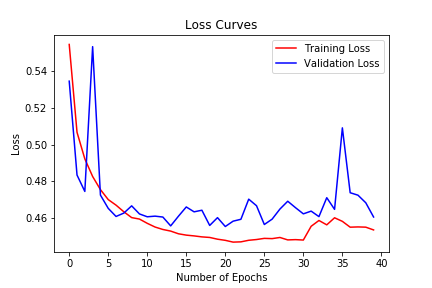 Loss Curves
Training Loss
Validation Loss
0.54
0.52
0.50
0.48
0.46
Loss
0 5 10 15 20 25 30 35 40
Number of Epochs